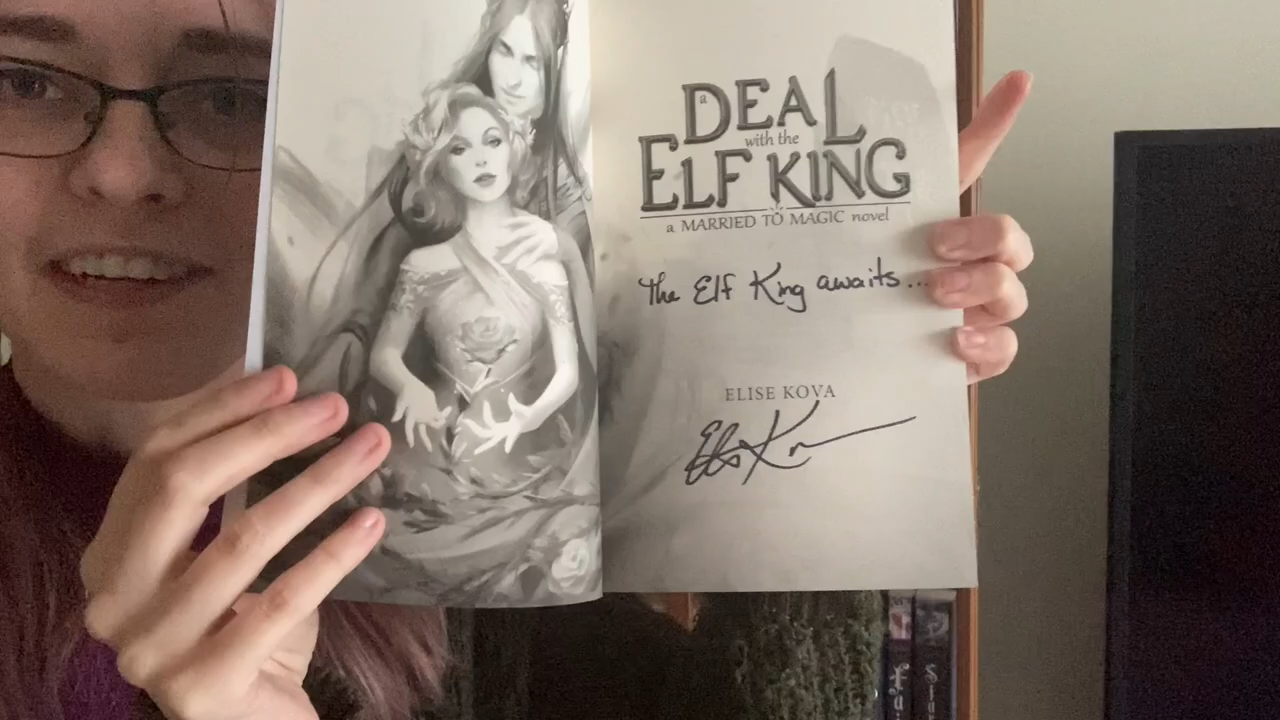 a DEAL
with the
ELF KING
a MARRIED TO MAGIC novel
The Elf King awaits...
ELISE KOVA